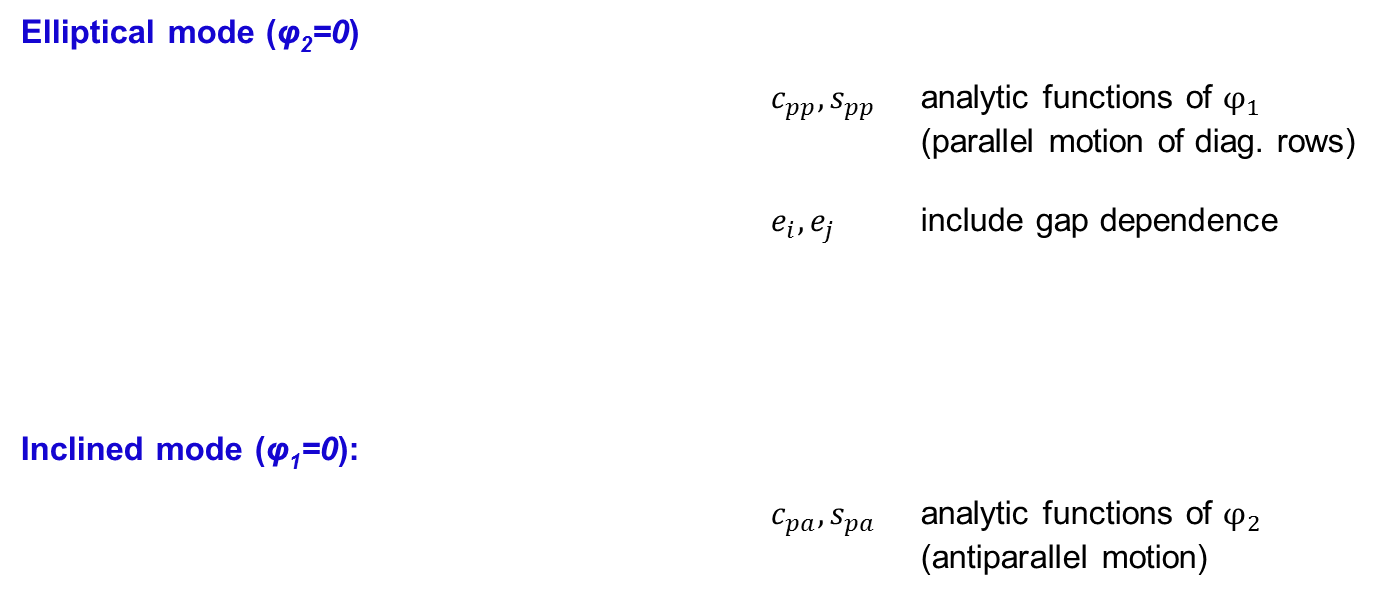 Elliptical mode (φ₂=0)
c_pp, s_pp analytic functions of φ₁
(parallel motion of diag. rows)
e_i, e_j include gap dependence
Inclined mode (φ₁=0):
c_pa, s_pa analytic functions of φ₂
(antiparallel motion)